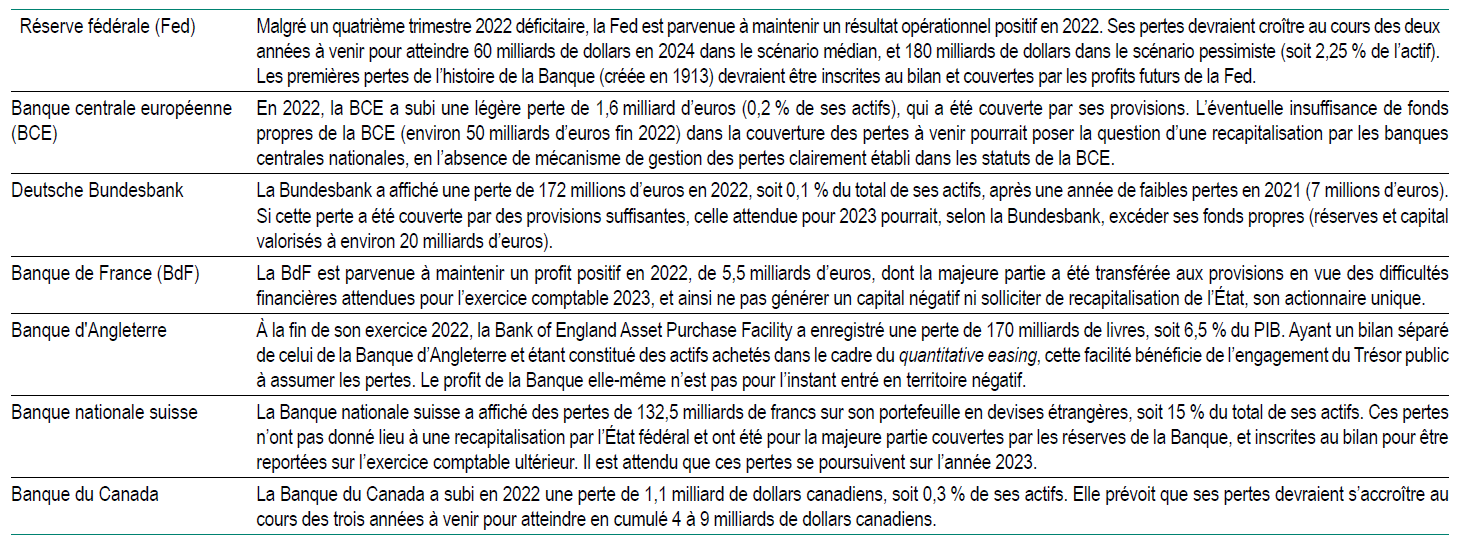 Réserve fédérale (Fed)
Malgré un quatrième trimestre 2022 déficitaire, la Fed est parvenue à maintenir un résultat opérationnel positif en 2022. Ses pertes devraient croître au cours des deux
années à venir pour atteindre 60 milliards de dollars en 2024 dans le scénario médian, et 180 milliards de dollars dans le scénario pessimiste (soit 2,25 % de l’actif).
Les premières pertes de l’histoire de la Banque (créée en 1913) devraient être inscrites au bilan et couvertes par les profits futurs de la Fed.
Banque centrale européenne
(BCE)
En 2022, la BCE a subi une légère perte de 1,6 milliard d’euros (0,2 % de ses actifs), qui a été couverte par ses provisions. L’éventuelle insuffisance de fonds
propres de la BCE (environ 50 milliards d’euros fin 2022) dans la couverture des pertes à venir pourrait poser la question d’une recapitalisation par les banques
centrales nationales, en l’absence de mécanisme de gestion des pertes clairement établi dans les statuts de la BCE.
Deutsche Bundesbank
La Bundesbank a affiché une perte de 172 millions d’euros en 2022, soit 0,1 % du total de ses actifs, après une année de faibles pertes en 2021 (7 millions d’euros).
Si cette perte a été couverte par des provisions suffisantes, celle attendue pour 2023 pourrait, selon la Bundesbank, excéder ses fonds propres (réserves et capital
valorisés à environ 20 milliards d’euros).
Banque de France (BdF)
La BdF est parvenue à maintenir un profit positif en 2022, de 5,5 milliards d’euros, dont la majeure partie a été transférée aux provisions en vue des difficultés
financières attendues pour l’exercice comptable 2023, et ainsi ne pas générer un capital négatif ni solliciter de recapitalisation de l’État, son actionnaire unique.
Banque d'Angleterre
À la fin de son exercice 2022, la Bank of England Asset Purchase Facility a enregistré une perte de 170 milliards de livres, soit 6,5 % du PIB. Ayant un bilan séparé
de celui de la Banque d’Angleterre et étant constitué des actifs achetés dans le cadre du quantitative easing, cette facilité bénéficie de l’engagement du Trésor public
à assumer les pertes. Le profit de la Banque elle-même n’est pas pour l’instant entré en territoire négatif.
Banque nationale suisse
La Banque nationale suisse a affiché des pertes de 132,5 milliards de francs sur son portefeuille en devises étrangères, soit 15 % du total de ses actifs. Ces pertes
n’ont pas donné lieu à une recapitalisation par l’État fédéral et ont été pour la majeure partie couvertes par les réserves de la Banque, et inscrites au bilan pour être
reportées sur l’exercice comptable ultérieur. Il est attendu que ces pertes se poursuivent sur l’année 2023.
Banque du Canada
La Banque du Canada a subi en 2022 une perte de 1,1 milliard de dollars canadiens, soit 0,3 % de ses actifs. Elle prévoit que ses pertes devraient s’accroître au
cours des trois années à venir pour atteindre en cumulé 4 à 9 milliards de dollars canadiens.